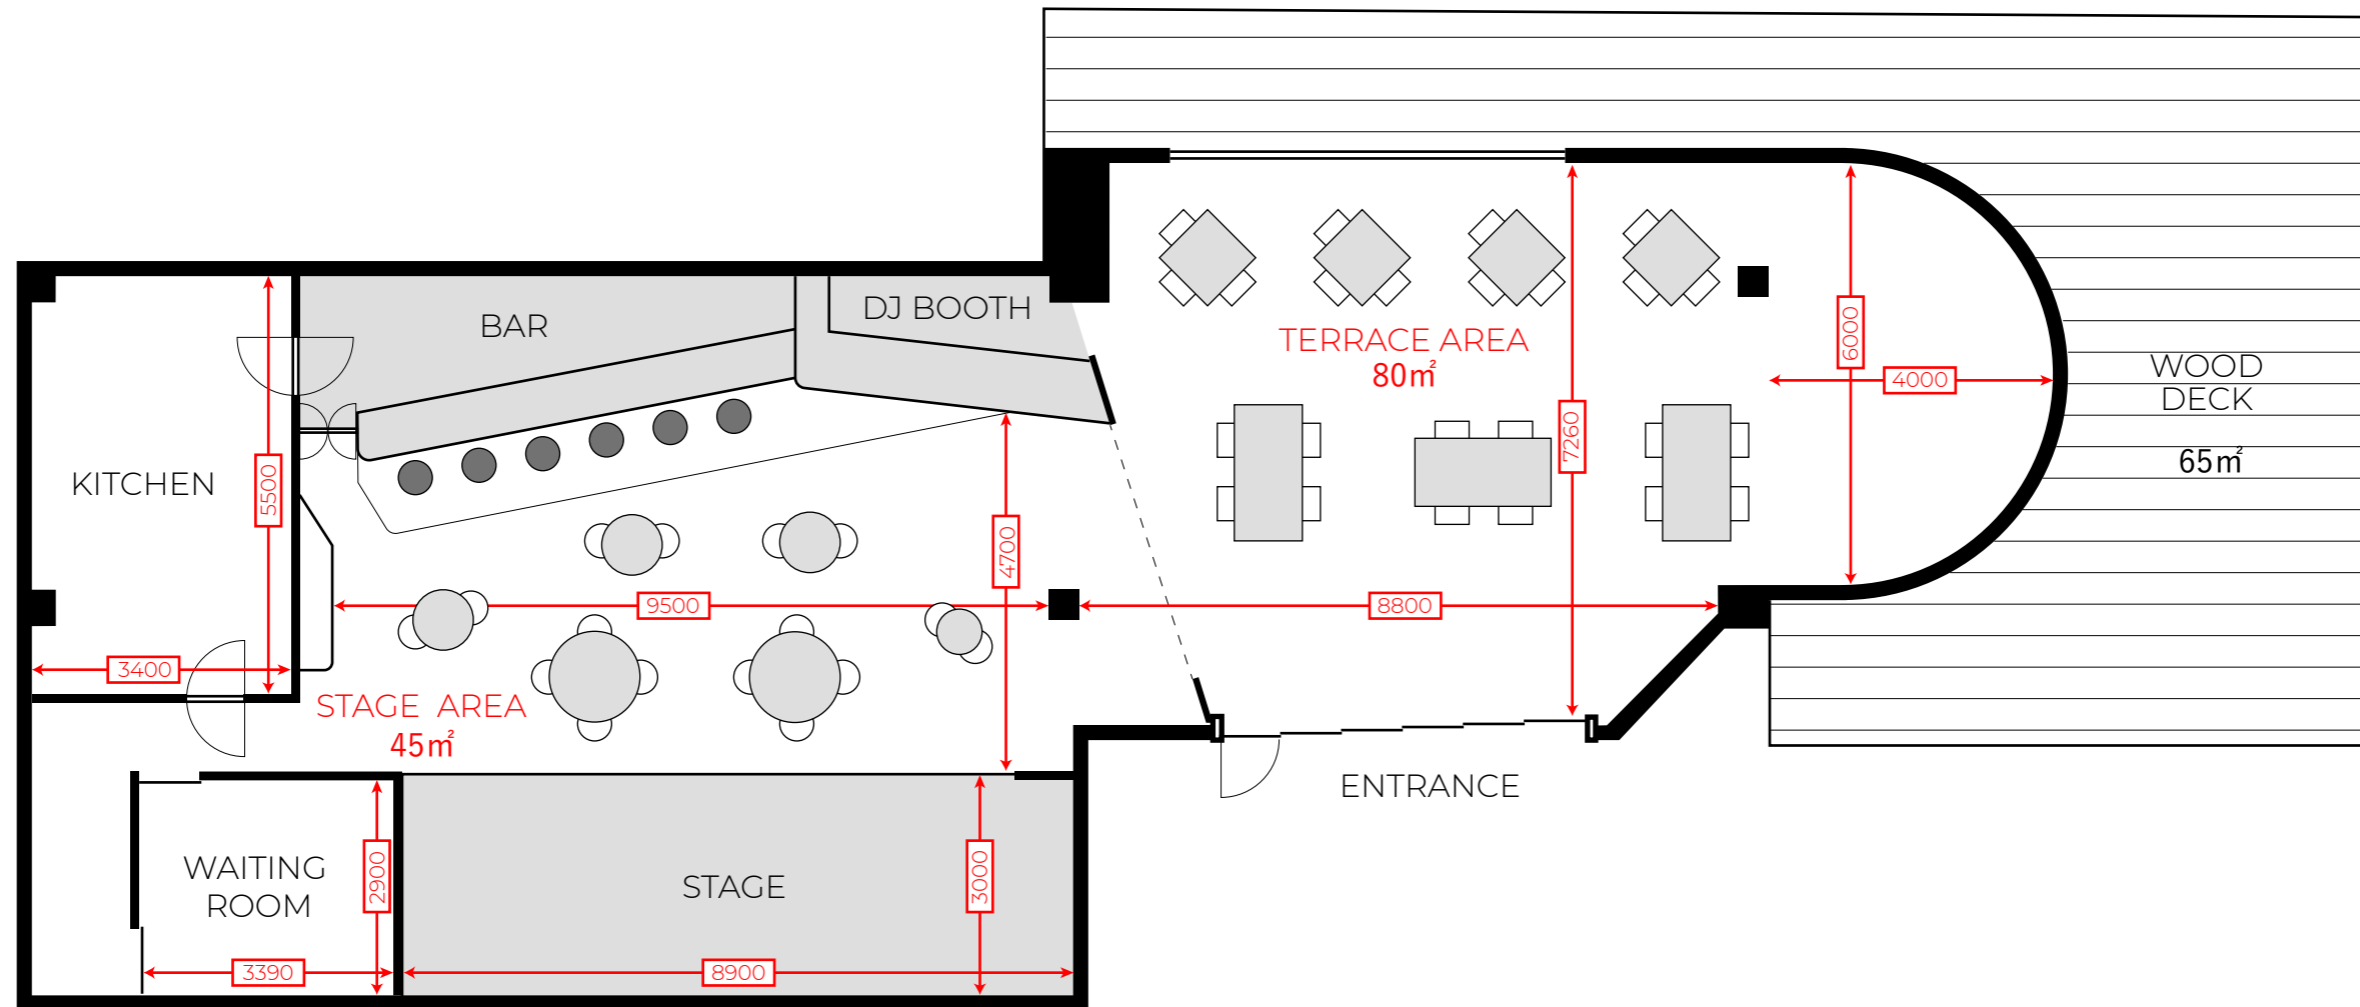 BAR
DJ BOOTH
TERRACE AREA
80㎡
6000
4000
WOOD
DECK
65㎡
7260
KITCHEN
5500
4700
9500
8800
3400
STAGE AREA
45㎡
ENTRANCE
WAITING
ROOM
2900
STAGE
3000
3390
8900